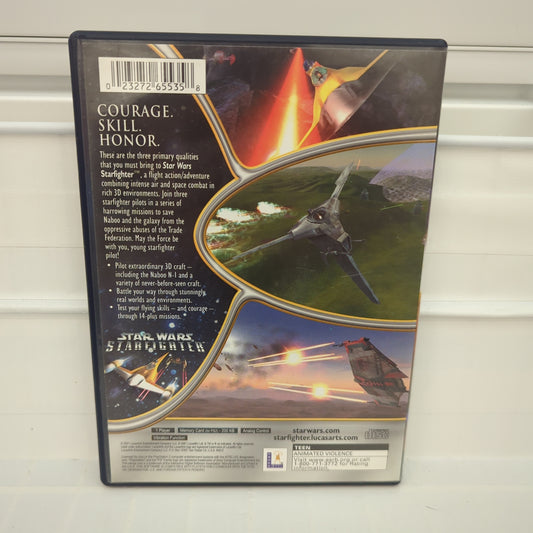 0 23272 65535 8
COURAGE.
SKILL.
HONOR.
These are the three primary qualities
that you must bring to Star Wars
Starfighter™, a flight action/adventure
combining intense air and space combat in
rich 3D environments. Join three
starfighter pilots in a series of
harrowing missions to save
Naboo and the galaxy from the
oppressive abuses of the Trade
Federation. May the Force be
with you, young starfighter
pilot!
• Pilot extraordinary 3D craft –
including the Naboo N-1 and a
variety of never-before-seen craft.
• Battle your way through stunningly
real worlds and environments.
• Test your flying skills – and courage –
through 14-plus missions.
STAR WARS
STARFIGHTER
1 Player
Memory Card
Analog Control
Vibration Function
starwars.com
starfighter.lucasarts.com
TEEN
ANIMATED VIOLENCE
Visit www.esrb.org or call
1-800-771-3772 for Rating
Information.